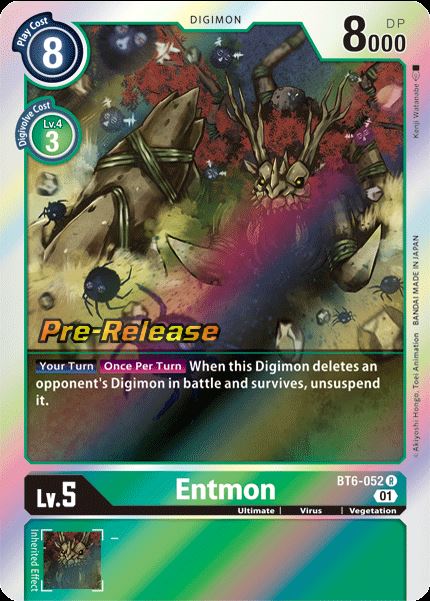 Play Cost
8
DIGIMON
8000 DP
Digivolve Cost
Lv.4
3
Kenji Watanabe
©Akiyoshi Hongo, Toei Animation BANDAI MADE IN JAPAN
Pre-Release
Your Turn Once Per Turn When this Digimon deletes an
opponent's Digimon in battle and survives, unsuspend
it.
BT6-052 R
Lv.5 Entmon 01
Ultimate | Virus | Vegetation
Inherited Effect
–